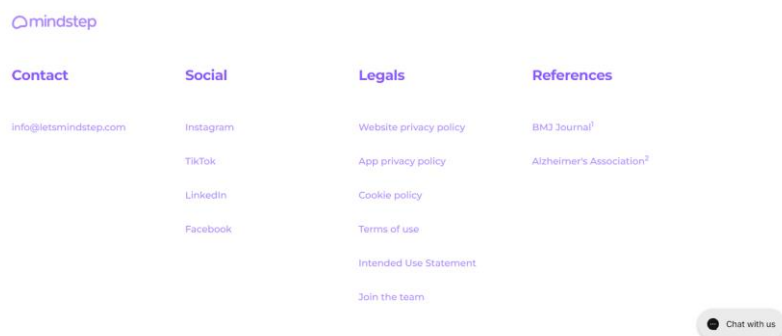 mindstep
Contact
info@letsmindstep.com
Social
Instagram
TikTok
LinkedIn
Facebook
Legals
Website privacy policy
App privacy policy
Cookie policy
Terms of use
Intended Use Statement
Join the team
References
BMJ Journal¹
Alzheimer's Association²
Chat with us